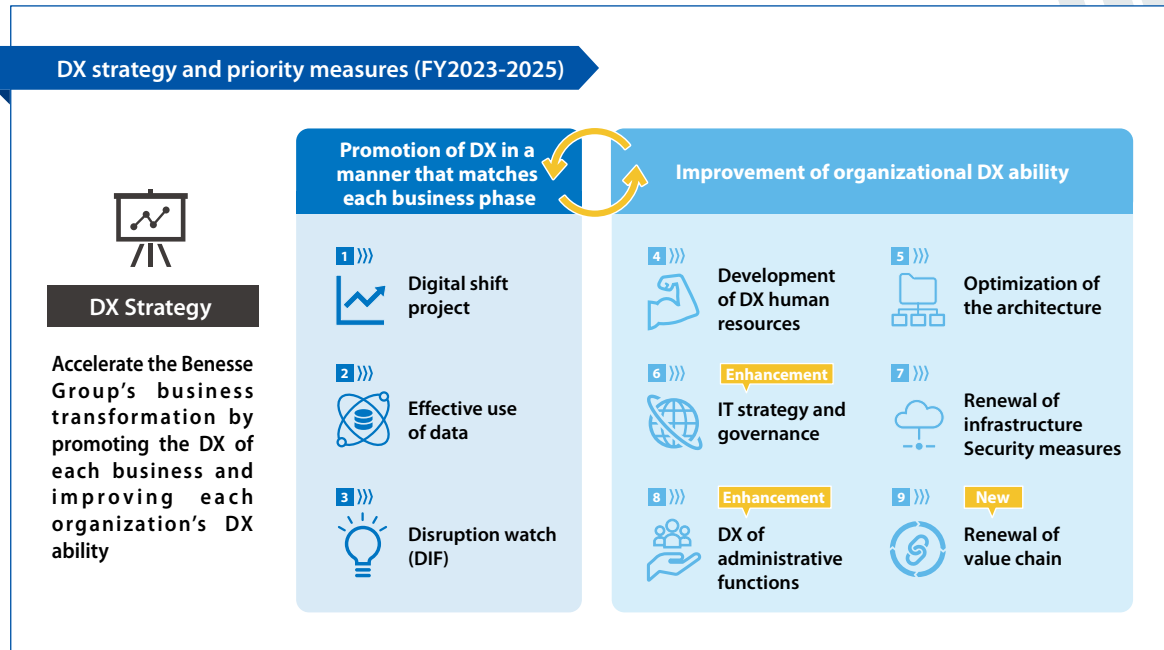 DX strategy and priority measures (FY2023-2025)
DX Strategy
Accelerate the Benesse
Group's business
transformation by
promoting the DX of
each business and
improving each
organization's DX
ability
Promotion of DX in a
manner that matches
each business phase
1 》
Digital shift
project
2 》
Effective use
of data
3 》
Disruption watch
(DIF)
Improvement of organizational DX ability
4 》
Development
of DX human
resources
5 》
Optimization of
the architecture
6 》 Enhancement
IT strategy and
governance
7 》
Renewal of
infrastructure
Security measures
8 》 Enhancement
DX of
administrative
functions
9 》 New
Renewal of
value chain